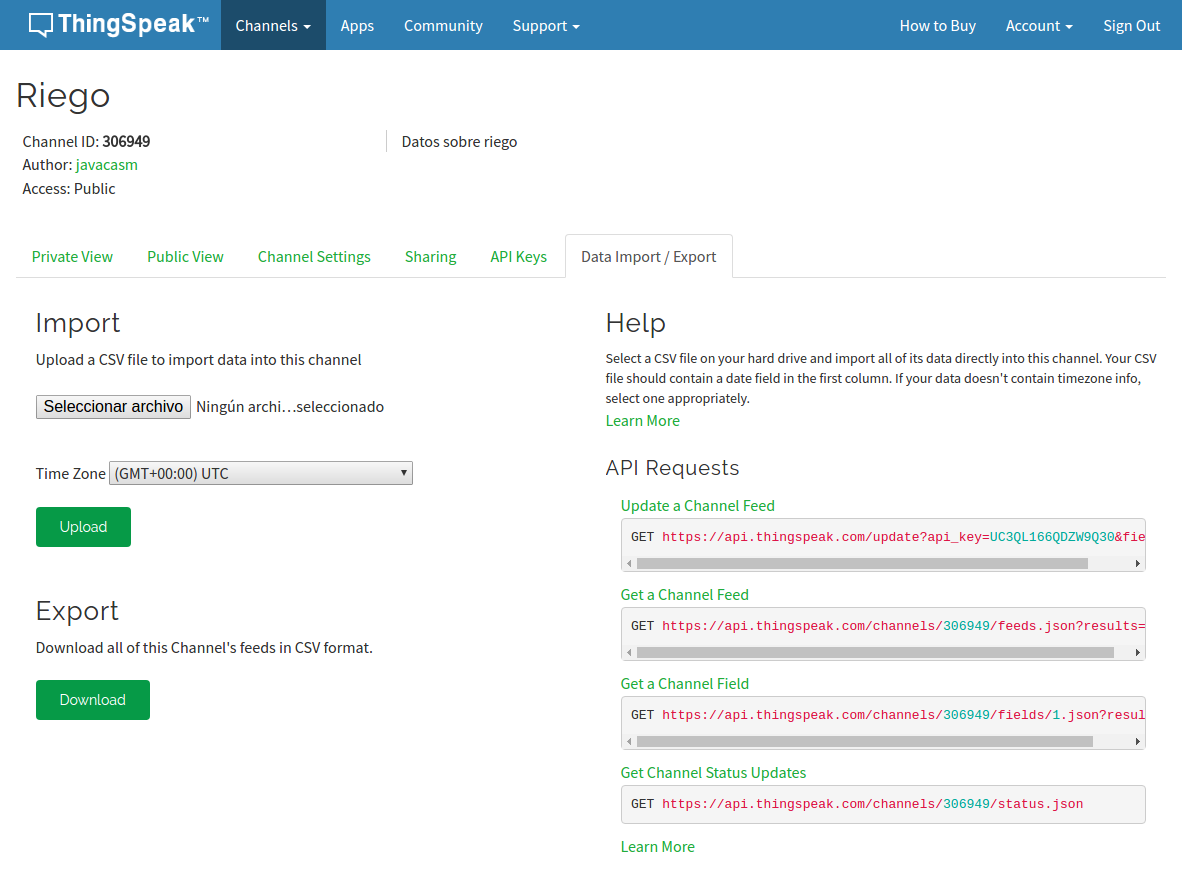 ThingSpeak™ Channels Apps Community Support How to Buy Account Sign Out
Riego
Channel ID: 306949
Author: javacasm
Access: Public
Datos sobre riego
Private View Public View Channel Settings Sharing API Keys Data Import / Export
Import
Upload a CSV file to import data into this channel
Seleccionar archivo Ningún archi…seleccionado
Time Zone (GMT+00:00) UTC
Upload
Export
Download all of this Channel's feeds in CSV format.
Download
Help
Select a CSV file on your hard drive and import all of its data directly into this channel. Your CSV
file should contain a date field in the first column. If your data doesn't contain timezone info,
select one appropriately.
Learn More
API Requests
Update a Channel Feed
GET https://api.thingspeak.com/update?api_key=UC3QL166QDZW9Q30&fie
Get a Channel Feed
GET https://api.thingspeak.com/channels/306949/feeds.json?results=
Get a Channel Field
GET https://api.thingspeak.com/channels/306949/fields/1.json?resul
Get Channel Status Updates
GET https://api.thingspeak.com/channels/306949/status.json
Learn More